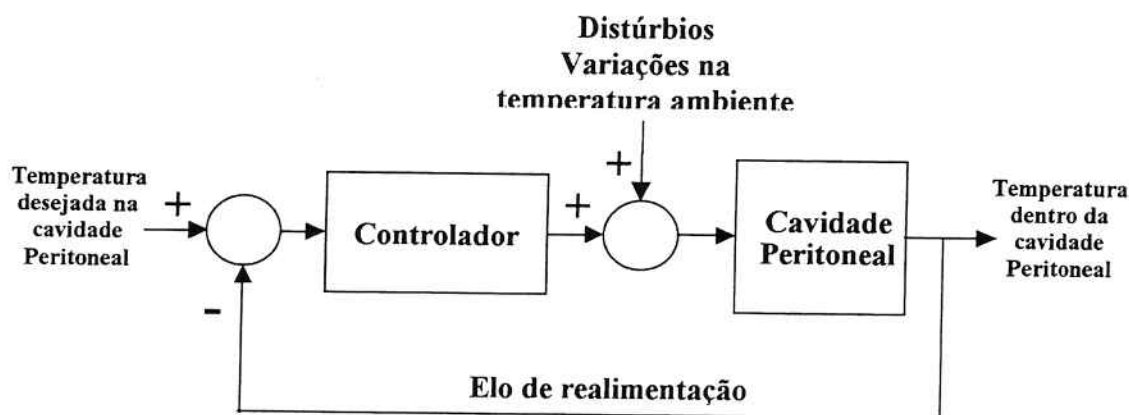 Distúrbios
Variações na
temperatura ambiente
Temperatura
desejada na
cavidade
Peritoneal
+
-
Controlador
+
+
Cavidade
Peritoneal
Temperatura
dentro da
cavidade
Peritoneal
Elo de realimentação